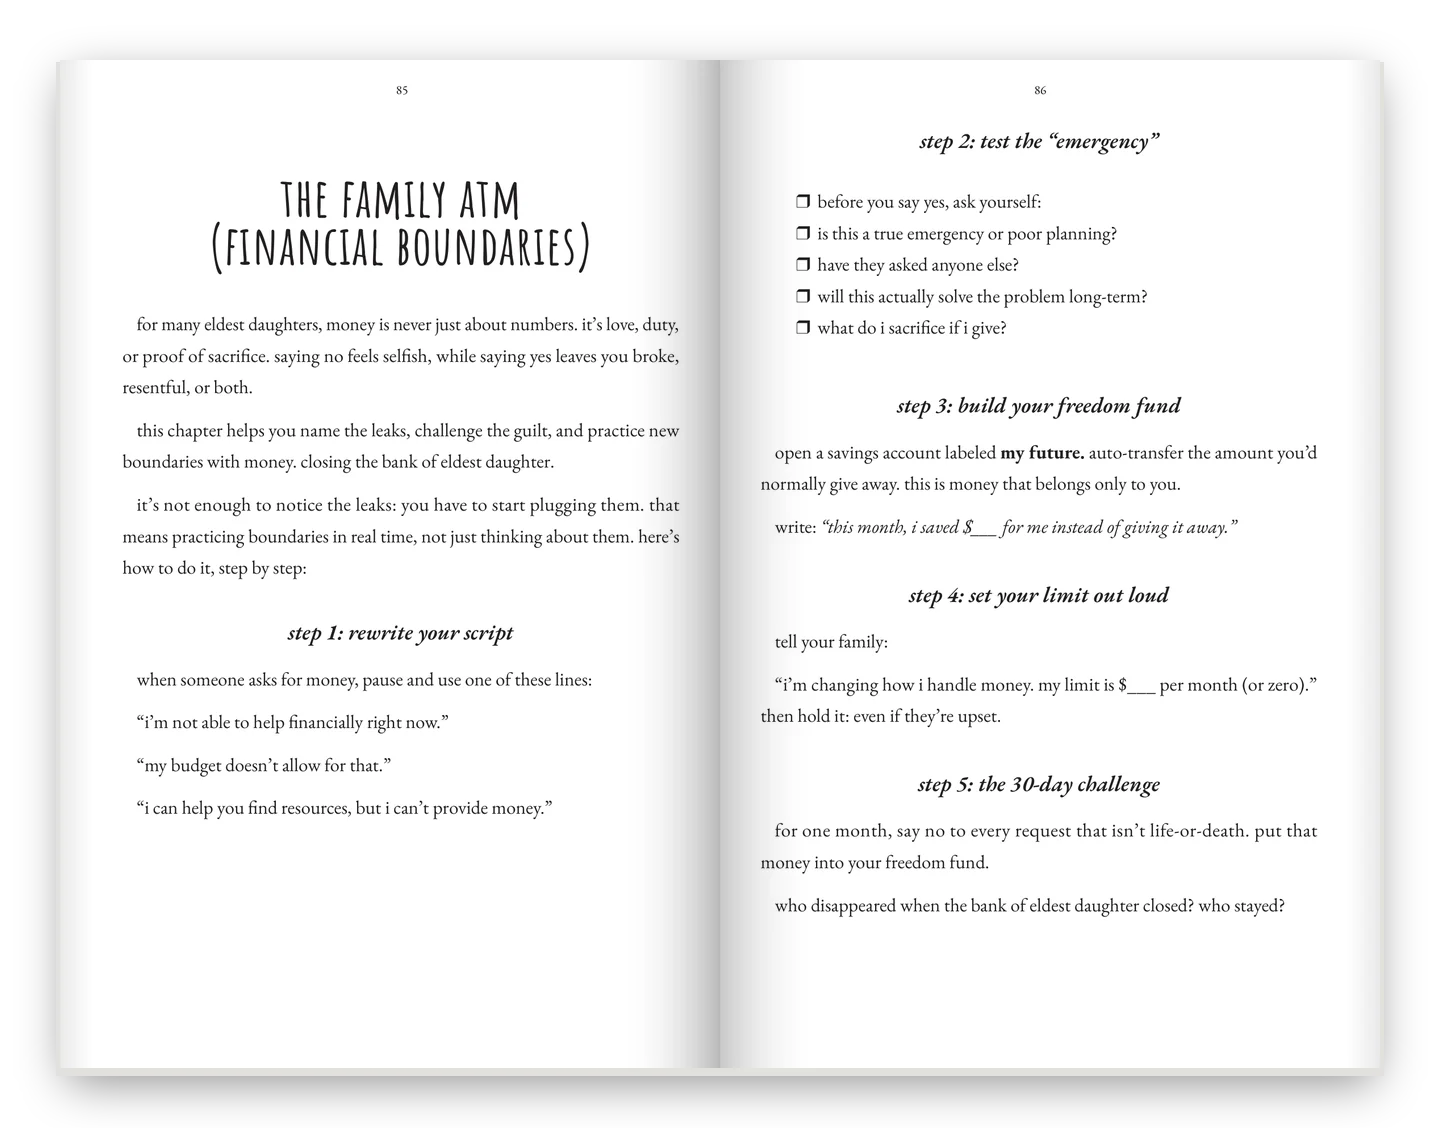 85
THE FAMILY ATM
(FINANCIAL BOUNDARIES)
for many eldest daughters, money is never just about numbers. it’s love, duty,
or proof of sacrifice. saying no feels selfish, while saying yes leaves you broke,
resentful, or both.
this chapter helps you name the leaks, challenge the guilt, and practice new
boundaries with money. closing the bank of eldest daughter.
it’s not enough to notice the leaks: you have to start plugging them. that
means practicing boundaries in real time, not just thinking about them. here’s
how to do it, step by step:
step 1: rewrite your script
when someone asks for money, pause and use one of these lines:
“i’m not able to help financially right now.”
“my budget doesn’t allow for that.”
“i can help you find resources, but i can’t provide money.”
86
step 2: test the “emergency”
❐ before you say yes, ask yourself:
❐ is this a true emergency or poor planning?
❐ have they asked anyone else?
❐ will this actually solve the problem long-term?
❐ what do i sacrifice if i give?
step 3: build your freedom fund
open a savings account labeled my future. auto-transfer the amount you’d
normally give away. this is money that belongs only to you.
write: “this month, i saved $___ for me instead of giving it away.”
step 4: set your limit out loud
tell your family:
“i’m changing how i handle money. my limit is $___ per month (or zero).”
then hold it: even if they’re upset.
step 5: the 30-day challenge
for one month, say no to every request that isn’t life-or-death. put that
money into your freedom fund.
who disappeared when the bank of eldest daughter closed? who stayed?